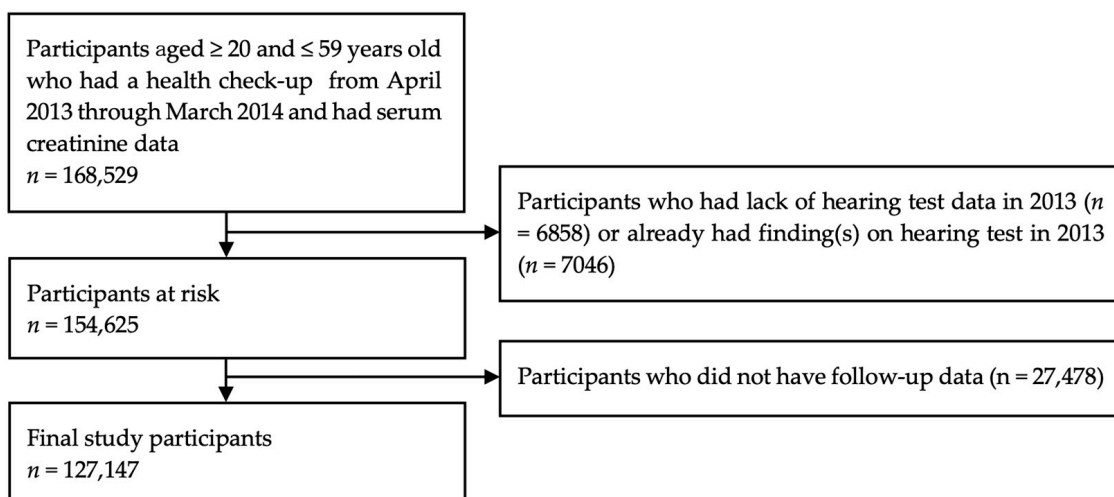 Participants aged ≥ 20 and ≤ 59 years old
who had a health check-up from April
2013 through March 2014 and had serum
creatinine data
n = 168,529
Participants who had lack of hearing test data in 2013 (n
= 6858) or already had finding(s) on hearing test in 2013
(n = 7046)
Participants at risk
n = 154,625
Participants who did not have follow-up data (n = 27,478)
Final study participants
n = 127,147